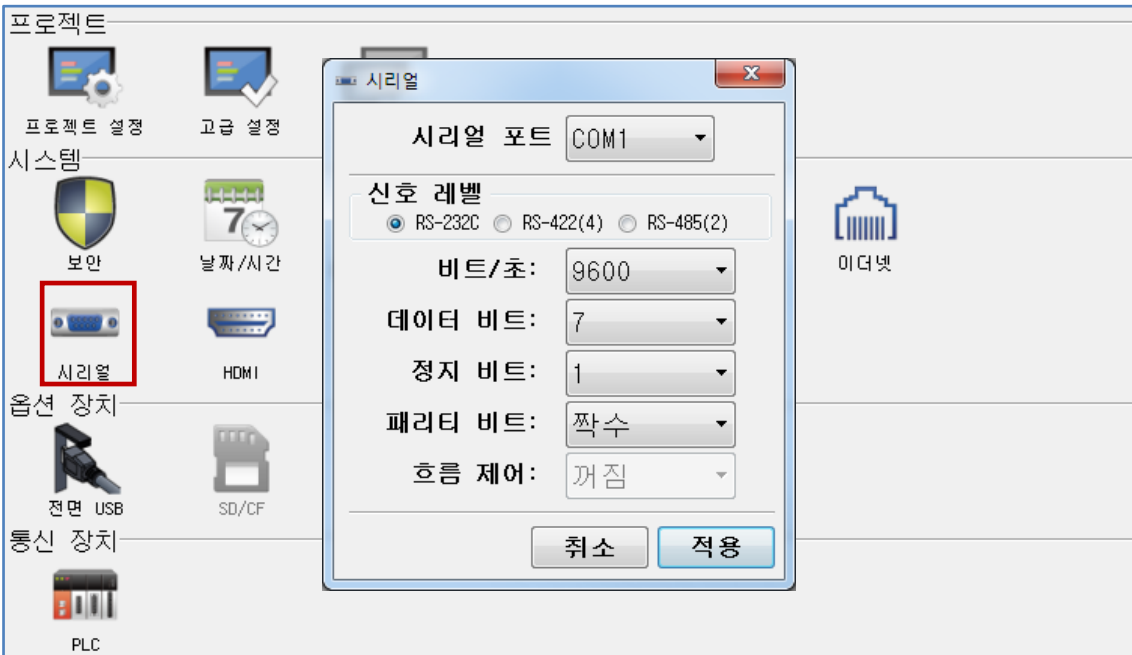 프로젝트
프로젝트 설정
고급 설정
시스템
보안
날짜/시간
이더넷
시리얼
HDMI
옵션 장치
전면 USB
SD/CF
통신 장치
PLC
시리얼
시리얼 포트 COM1
신호 레벨
RS-232C RS-422(4) RS-485(2)
비트/초: 9600
데이터 비트: 7
정지 비트: 1
패리티 비트: 짝수
흐름 제어: 꺼짐
취소 적용